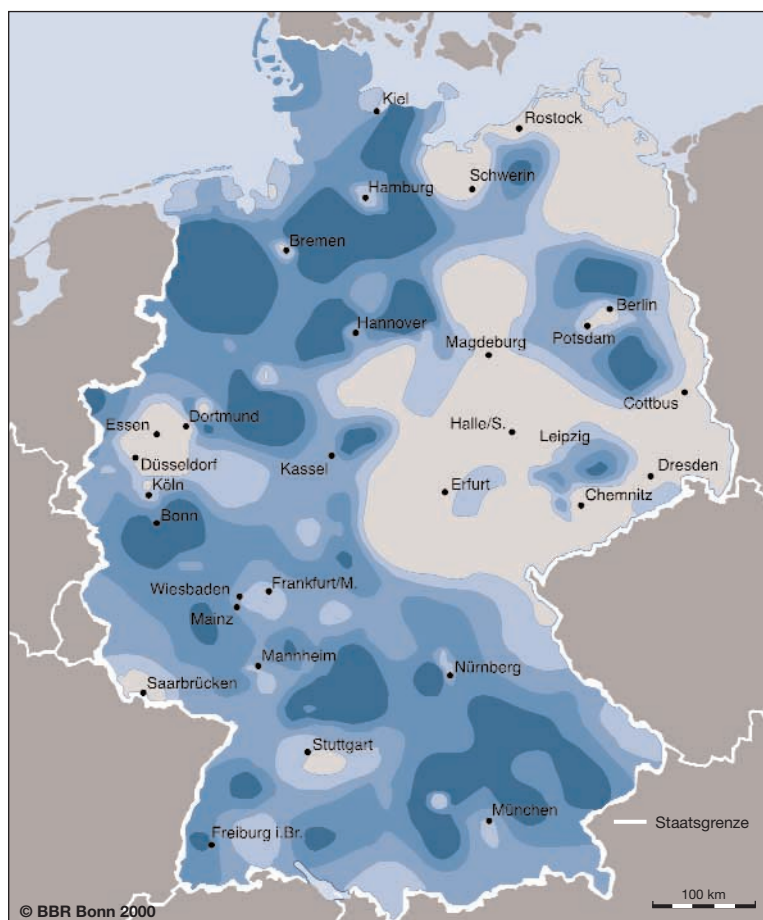 Kiel
Rostock
Schwerin
Hamburg
Bremen
Berlin
Hannover
Potsdam
Magdeburg
Cottbus
Dortmund
Essen
Halle/S.
Leipzig
Düsseldorf
Kassel
Dresden
Köln
Erfurt
Chemnitz
Bonn
Wiesbaden
Frankfurt/M.
Mainz
Mannheim
Nürnberg
Saarbrücken
Stuttgart
München
Staatsgrenze
Freiburg i.Br.
100 km
© BBR Bonn 2000